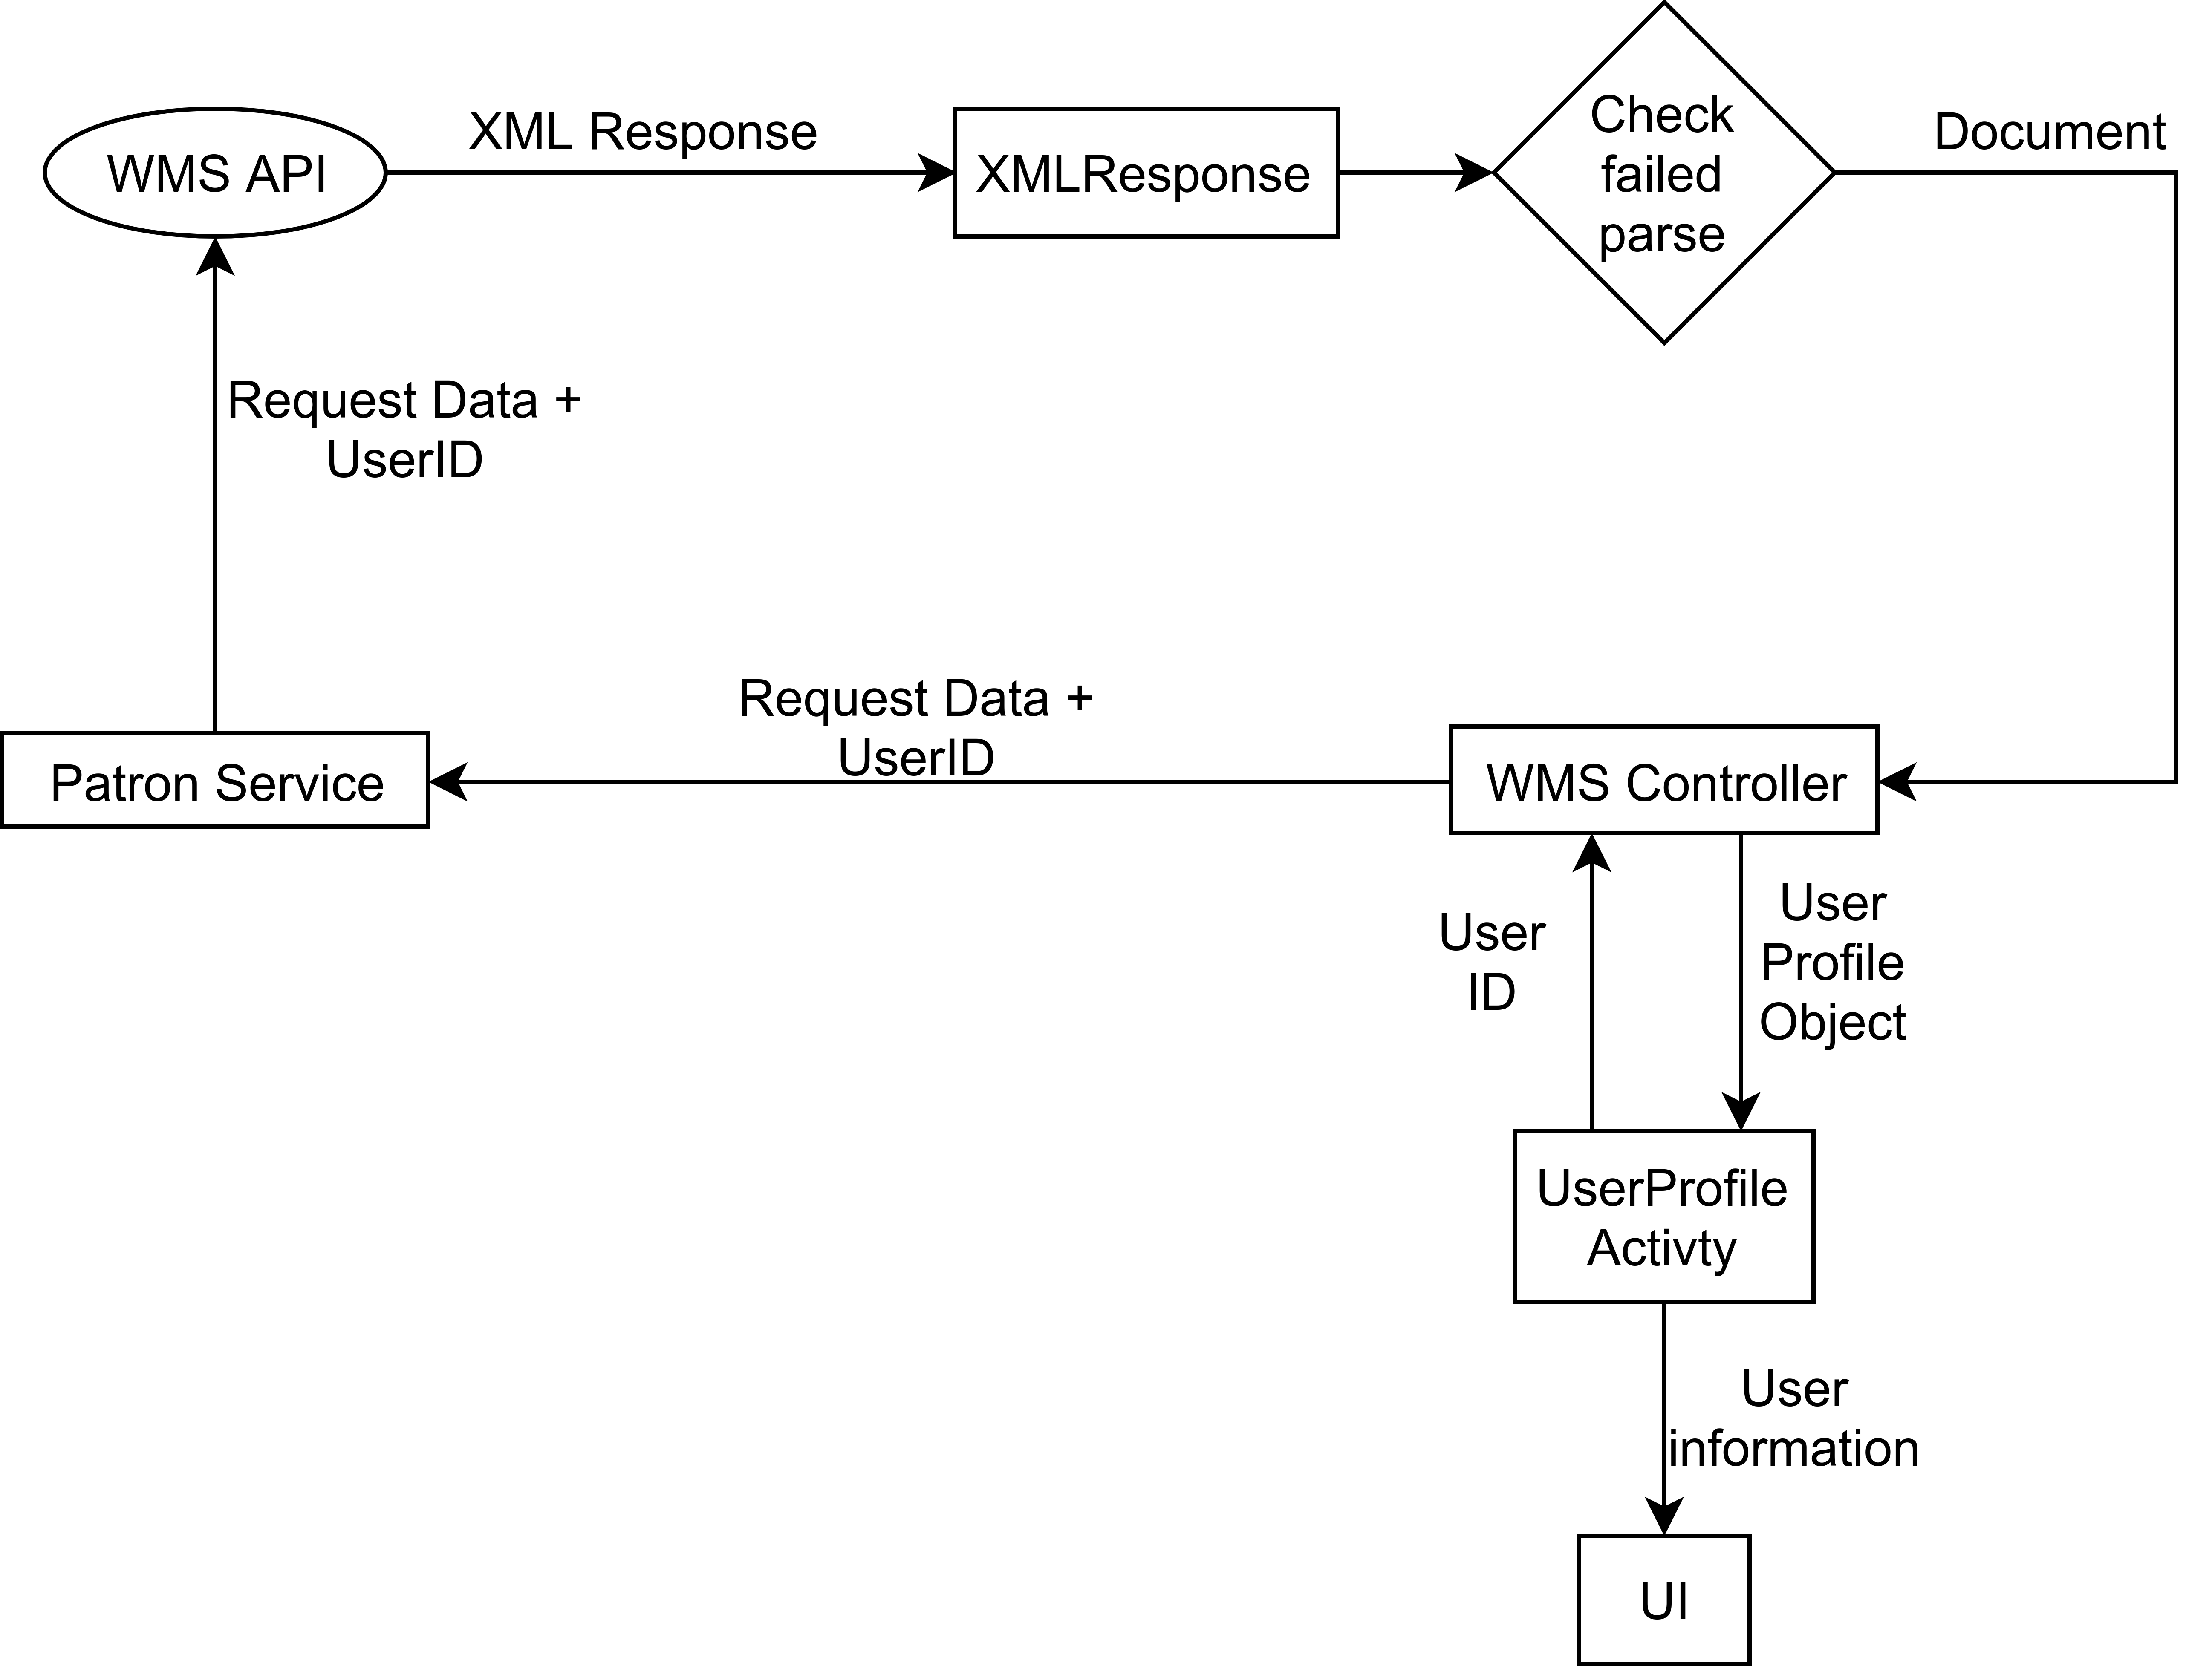 WMS API
XML Response
XMLResponse
Check
failed
parse
Document
Request Data +
UserID
Patron Service
Request Data +
UserID
WMS Controller
User
ID
User
Profile
Object
UserProfile
Activty
User
information
UI